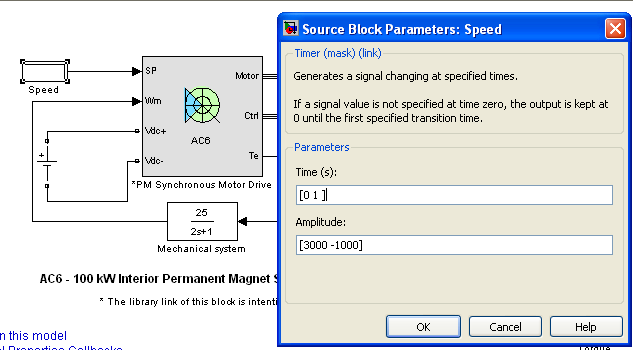 Source Block Parameters: Speed
Timer (mask) (link)
Generates a signal changing at specified times.
If a signal value is not specified at time zero, the output is kept at
0 until the first specified transition time.
Parameters
Time (s):
[0 1 ]
Amplitude:
[3000 -1000]
OK
Cancel
Help
Speed
SP
Wm
Vdc+
Vdc-
Motor
Ctrl
Te
AC6
+
*PM Synchronous Motor Drive
25
2s+1
Mechanical system
AC6 - 100 kW Interior Permanent Magnet
* The library link of this block is
n this model